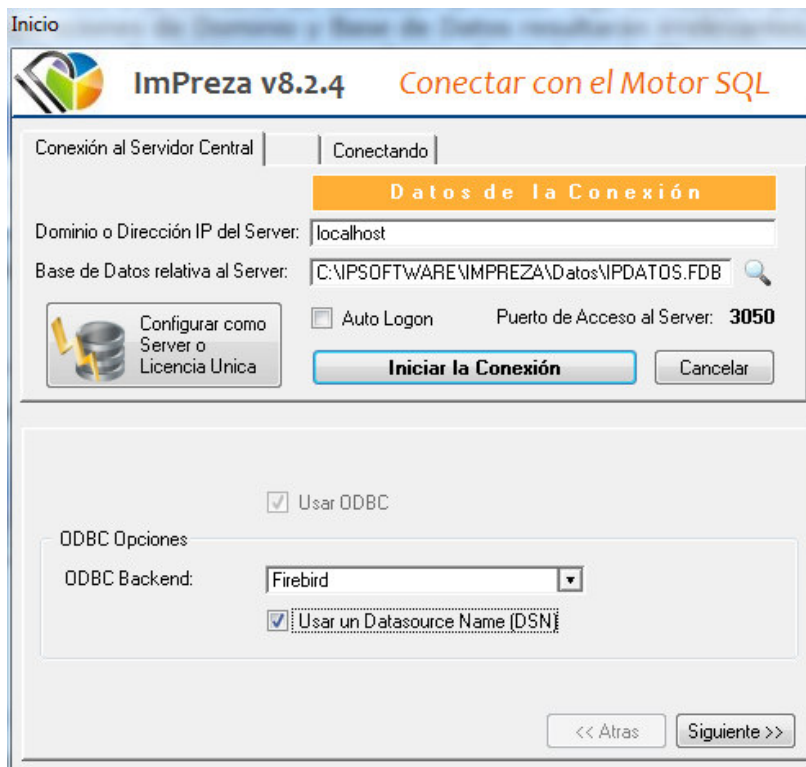 Inicio
ImPreza v8.2.4 Conectar con el Motor SQL
Conexión al Servidor Central Conectando
Datos de la Conexión
Dominio o Dirección IP del Server: localhost
Base de Datos relativa al Server: C:\IPSOFTWARE\IMPREZA\Datos\IPDATOS.FDB
Configurar como
Server o
Licencia Unica
Auto Logon Puerto de Acceso al Server: 3050
Iniciar la Conexión Cancelar
Usar ODBC
ODBC Opciones
ODBC Backend: Firebird
Usar un Datasource Name (DSN)
<< Atras Siguiente >>